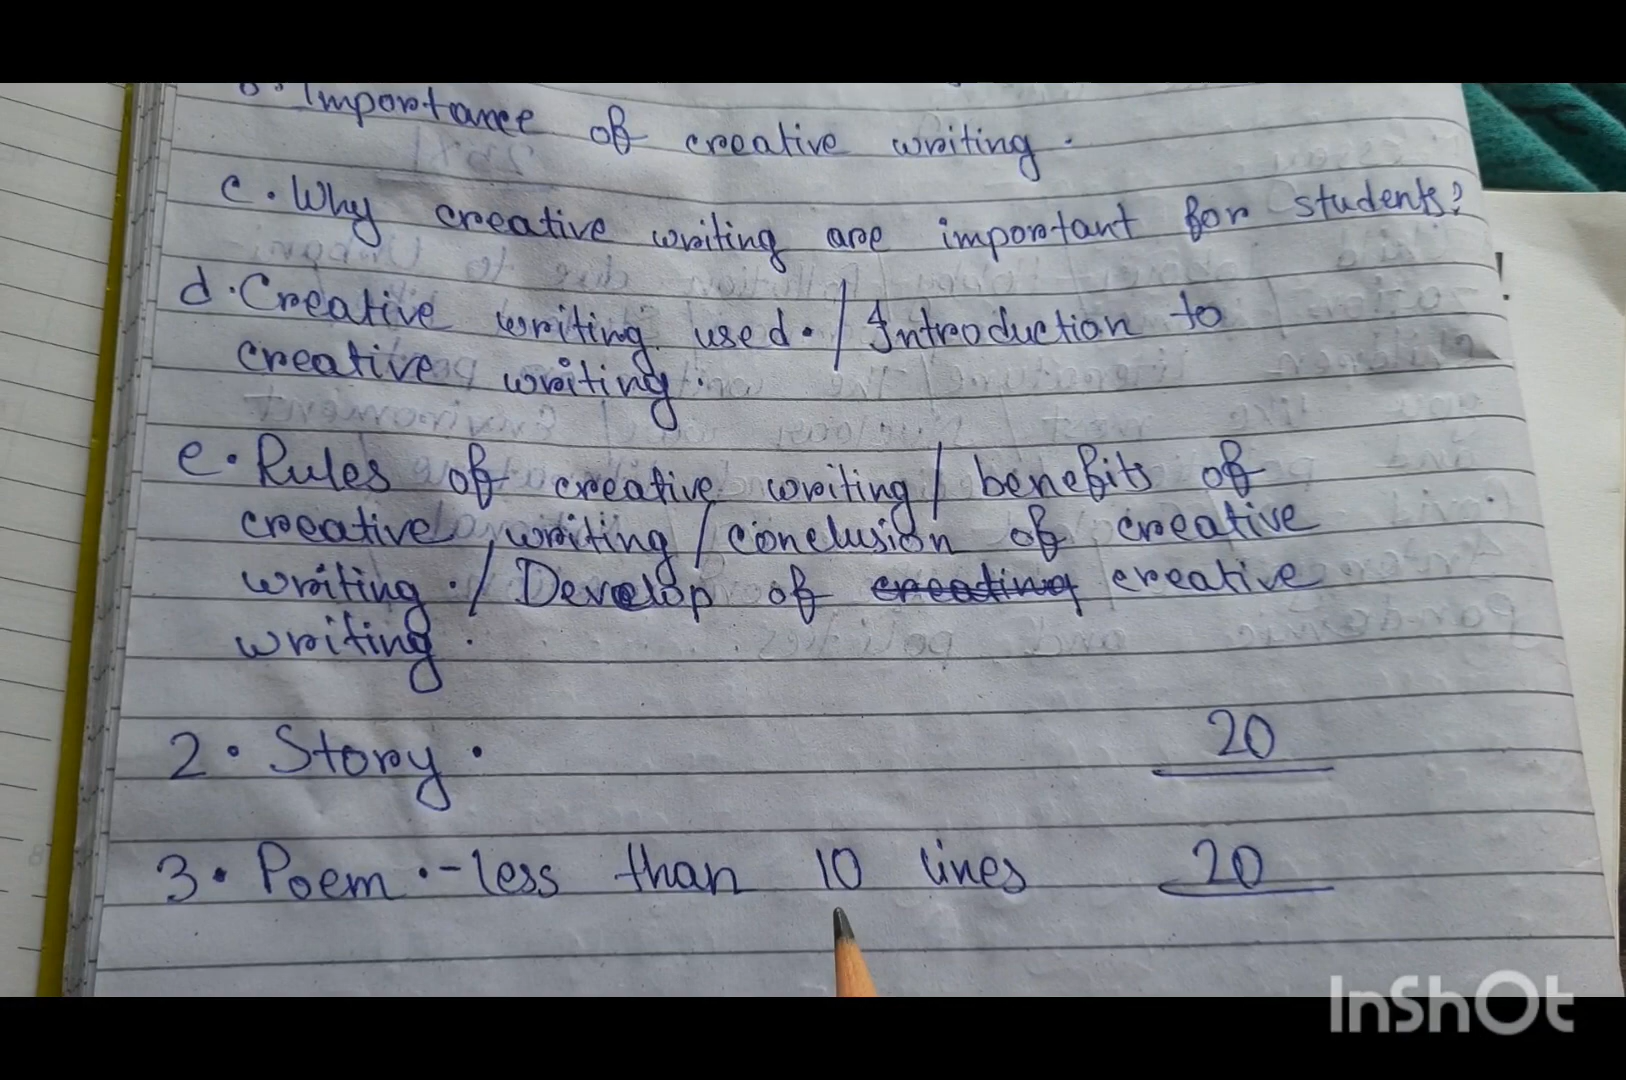 b. Importance of creative writing.
c. Why creative writing are important for students?
d. Creative writing used. / Introduction to
creative writing.
e. Rules of creative writing / benefits of
creative writing / conclusion of creative
writing. / Develop of creating creative
writing.
2. Story. 20
3. Poem. - less than 10 lines 20
InShOt